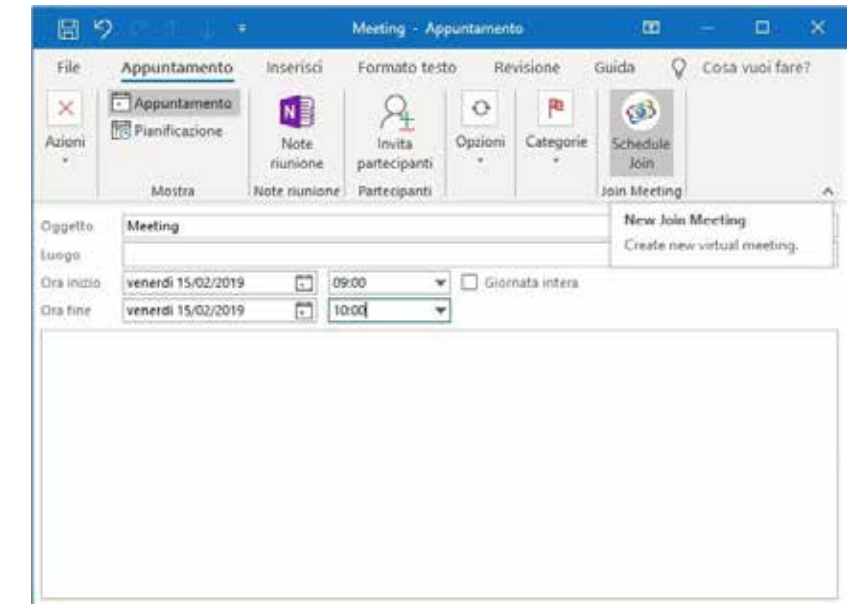 Meeting - Appuntamento
File Appuntamento Inserisci Formato testo Revisione Guida Cosa vuoi fare?
Appuntamento
Pianificazione
Azioni
Note riunione
Invita partecipanti
Opzioni
Categorie
Schedule Join
Mostra Note riunione Partecipanti Join Meeting
New Join Meeting
Create new virtual meeting.
Oggetto Meeting
Luogo
Ora inizio venerdì 15/02/2019 09:00 Giornata intera
Ora fine venerdì 15/02/2019 10:00